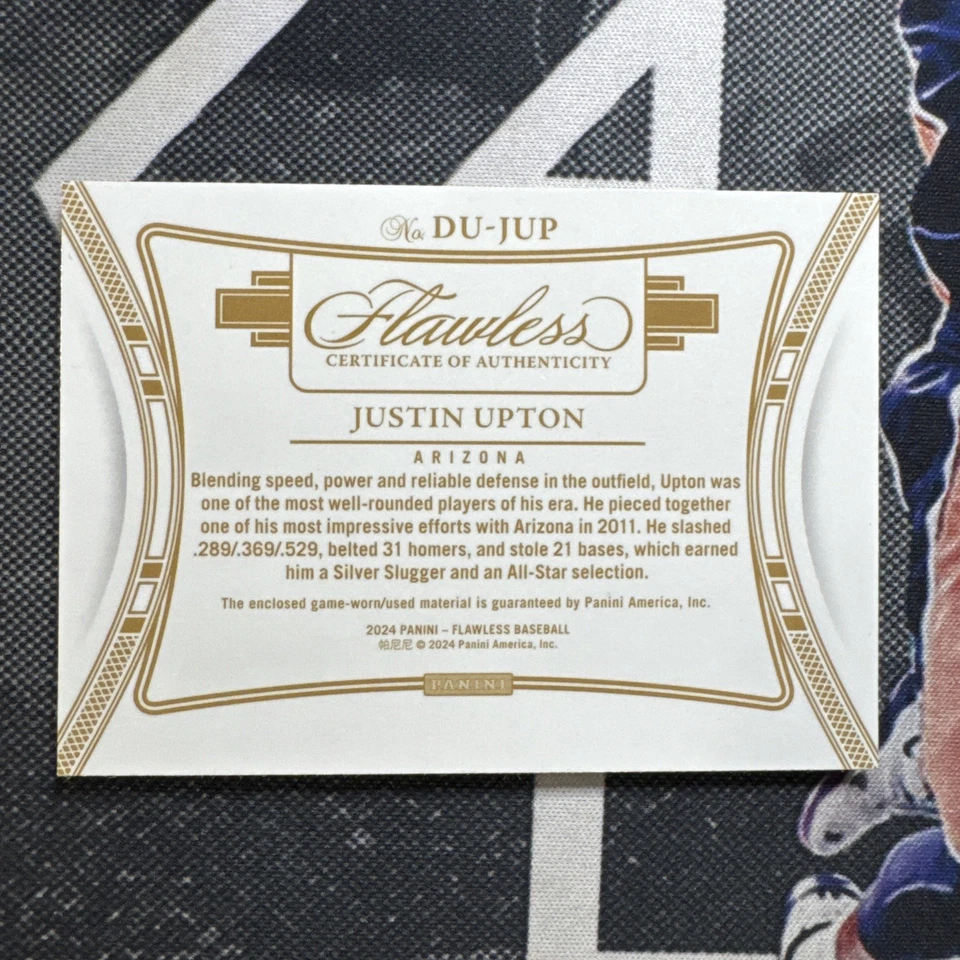 No. DU-JUP
Flawless
CERTIFICATE OF AUTHENTICITY
JUSTIN UPTON
ARIZONA
Blending speed, power and reliable defense in the outfield, Upton was
one of the most well-rounded players of his era. He pieced together
one of his most impressive efforts with Arizona in 2011. He slashed
.289/.369/.529, belted 31 homers, and stole 21 bases, which earned
him a Silver Slugger and an All-Star selection.
The enclosed game-worn/used material is guaranteed by Panini America, Inc.
2024 PANINI – FLAWLESS BASEBALL
帕尼尼 © 2024 Panini America, Inc.
PANINI